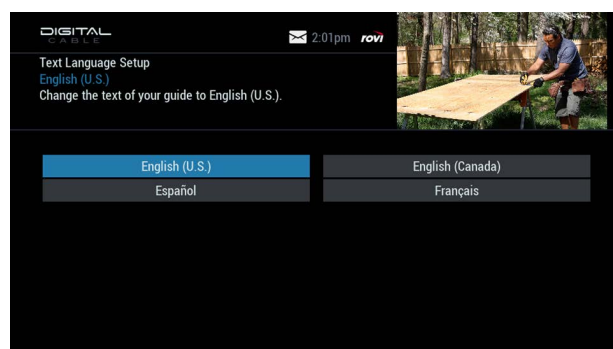 DIGITAL
CABLE
2:01pm rovi
Text Language Setup
English (U.S.)
Change the text of your guide to English (U.S.).
English (U.S.) English (Canada)
Español Français